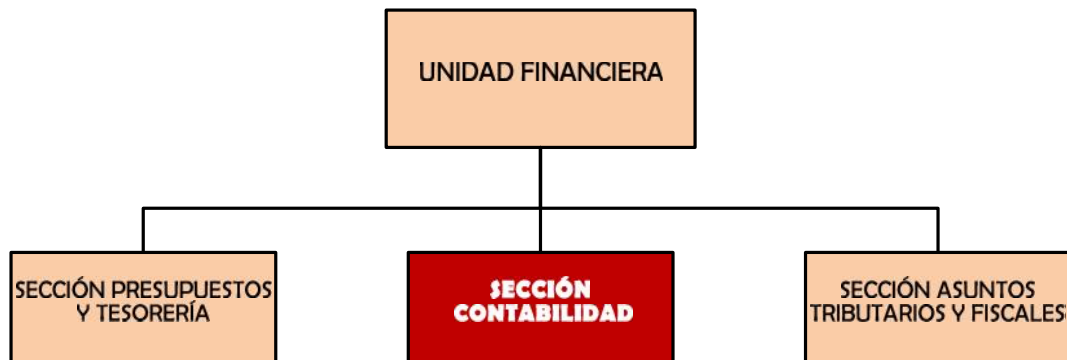 UNIDAD FINANCIERA
SECCIÓN PRESUPUESTOS
Y TESORERÍA
SECCIÓN
CONTABILIDAD
SECCIÓN ASUNTOS
TRIBUTARIOS Y FISCALES